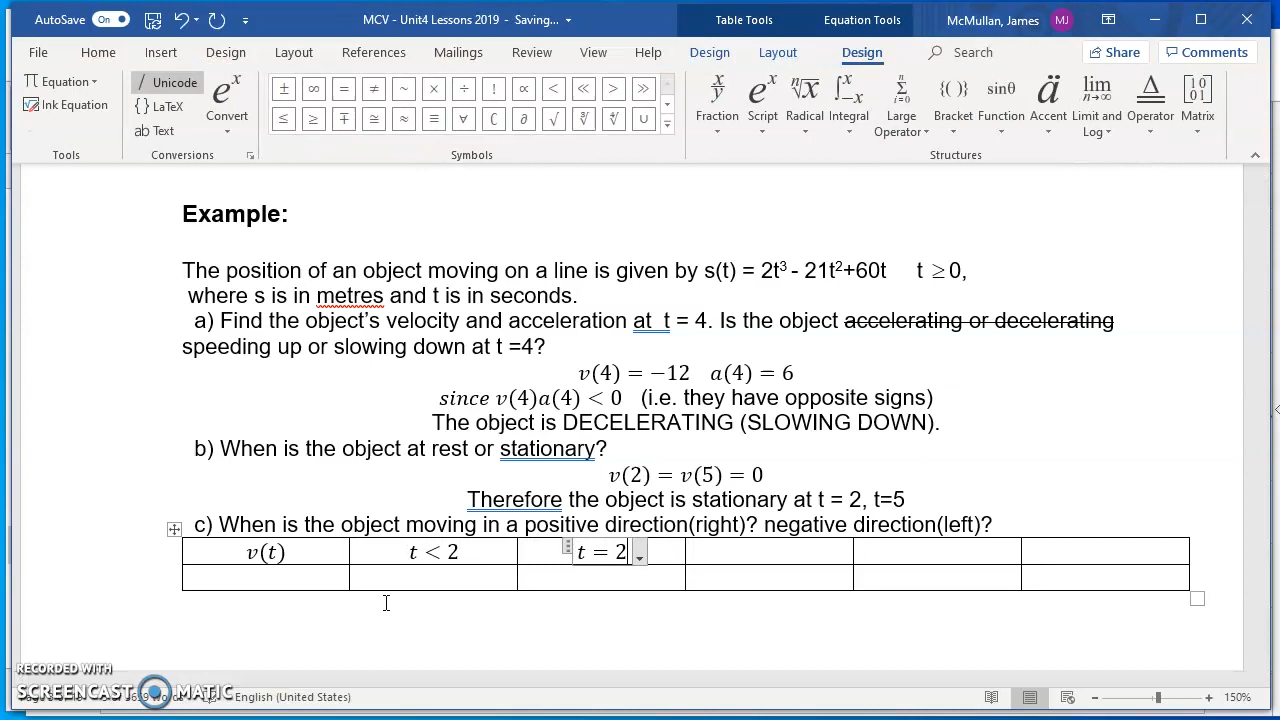 AutoSave On MCV - Unit4 Lessons 2019 - Saving... Table Tools Equation Tools McMullan, James MJ
File Home Insert Design Layout References Mailings Review View Help Design Layout Design Search Share Comments
π Equation Unicode
Ink Equation LaTeX
abc Text
Convert
± ∞ = ≠ ~ × ÷ ! ∝ < ≪ > ≫
≤ ≥ ∓ ≅ ≈ ≡ ∀ ∁ ∂ √ ∛ ∜ ∪
Fraction Script Radical Integral Large Operator Bracket Function Accent Limit and Log Operator Matrix
Tools Conversions Symbols Structures
Example:
The position of an object moving on a line is given by s(t) = 2t³ - 21t²+60t t ≥0,
where s is in metres and t is in seconds.
a) Find the object's velocity and acceleration at t = 4. Is the object accelerating or decelerating
speeding up or slowing down at t =4?
v(4) = −12 a(4) = 6
since v(4)a(4) < 0 (i.e. they have opposite signs)
The object is DECELERATING (SLOWING DOWN).
b) When is the object at rest or stationary?
v(2) = v(5) = 0
Therefore the object is stationary at t = 2, t=5
c) When is the object moving in a positive direction(right)? negative direction(left)?
v(t) t < 2 t = 2
RECORDED WITH
SCREENCAST MATIC
English (United States) 150%